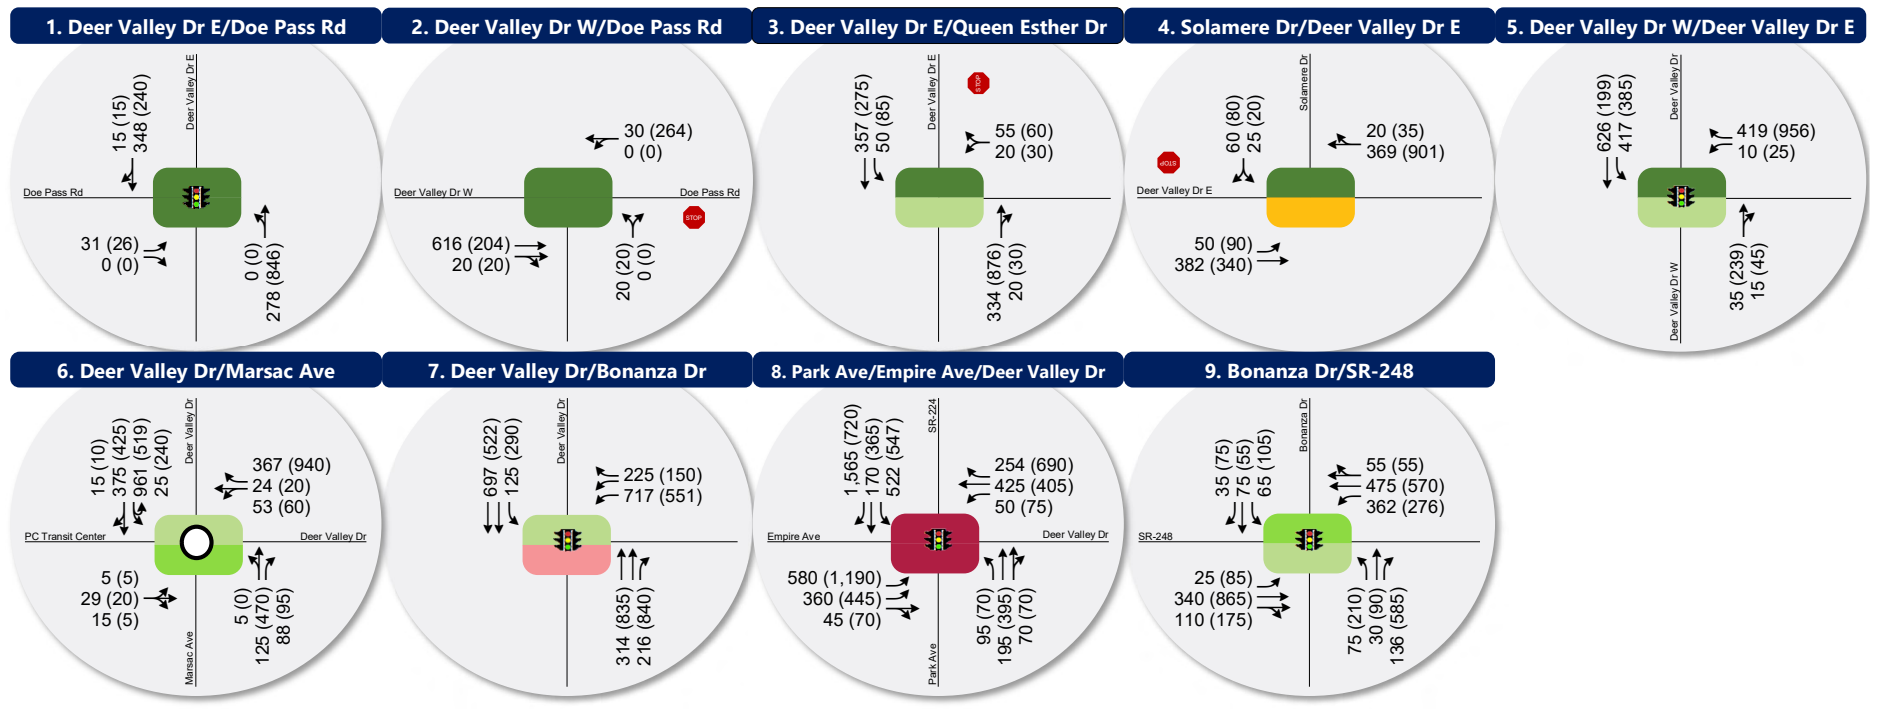 1. Deer Valley Dr E/Doe Pass Rd
Deer Valley Dr E
15 (15)
348 (240)
Doe Pass Rd
31 (26)
0 (0)
0 (0)
278 (846)
2. Deer Valley Dr W/Doe Pass Rd
30 (264)
0 (0)
Deer Valley Dr W
Doe Pass Rd
STOP
616 (204)
20 (20)
20 (20)
0 (0)
3. Deer Valley Dr E/Queen Esther Dr
Deer Valley Dr E
STOP
357 (275)
50 (85)
55 (60)
20 (30)
334 (876)
20 (30)
4. Solamere Dr/Deer Valley Dr E
Solamere Dr
60 (80)
25 (20)
20 (35)
369 (901)
STOP
Deer Valley Dr E
50 (90)
382 (340)
5. Deer Valley Dr W/Deer Valley Dr E
Deer Valley Dr
626 (199)
417 (385)
419 (956)
10 (25)
Deer Valley Dr W
35 (239)
15 (45)
6. Deer Valley Dr/Marsac Ave
Deer Valley Dr
15 (10)
375 (425)
961 (519)
25 (240)
367 (940)
24 (20)
53 (60)
PC Transit Center
Deer Valley Dr
5 (5)
29 (20)
15 (5)
5 (0)
125 (470)
88 (95)
Marsac Ave
7. Deer Valley Dr/Bonanza Dr
Deer Valley Dr
697 (522)
125 (290)
225 (150)
717 (551)
314 (835)
216 (840)
8. Park Ave/Empire Ave/Deer Valley Dr
SR-224
1,565 (720)
170 (365)
522 (547)
254 (690)
425 (405)
50 (75)
Empire Ave
Deer Valley Dr
580 (1,190)
360 (445)
45 (70)
95 (70)
195 (395)
70 (70)
Park Ave
9. Bonanza Dr/SR-248
Bonanza Dr
35 (75)
75 (55)
65 (105)
55 (55)
475 (570)
362 (276)
SR-248
25 (85)
340 (865)
110 (175)
75 (210)
30 (90)
136 (585)